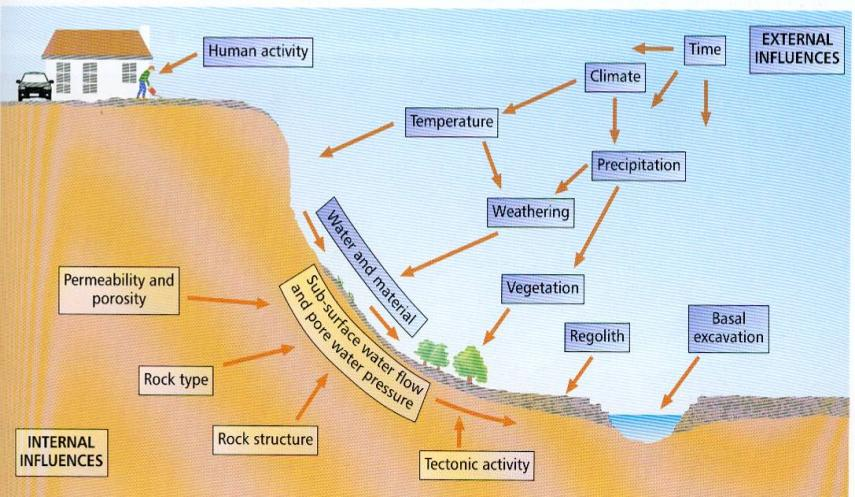 Human activity
Time
EXTERNAL
INFLUENCES
Climate
Temperature
Precipitation
Weathering
Water and material
Permeability and
porosity
Sub-surface water flow
and pore water pressure
Vegetation
Basal
excavation
Regolith
Rock type
Rock structure
INTERNAL
INFLUENCES
Tectonic activity